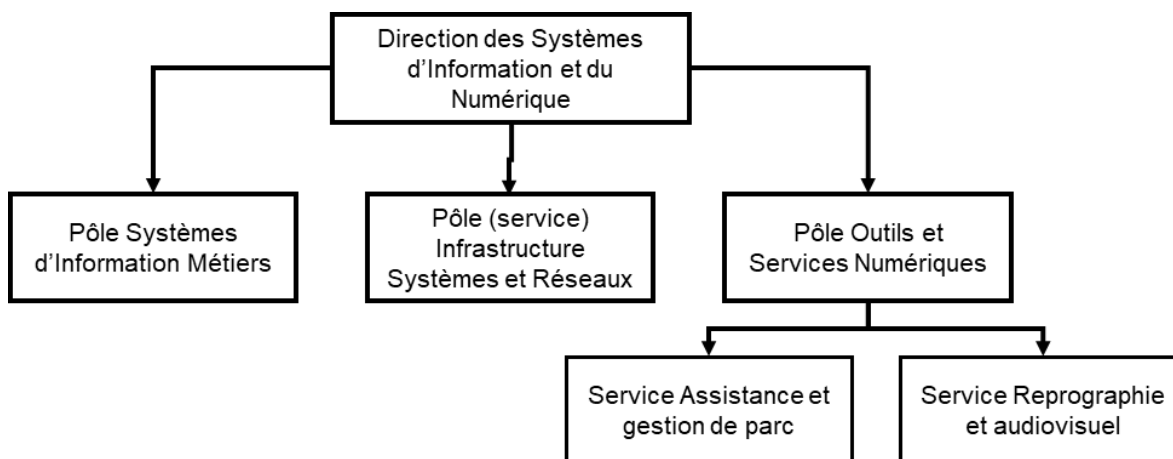 Direction des Systèmes
d’Information et du
Numérique
Pôle Systèmes
d’Information Métiers
Pôle (service)
Infrastructure
Systèmes et Réseaux
Pôle Outils et
Services Numériques
Service Assistance et
gestion de parc
Service Reprographie
et audiovisuel